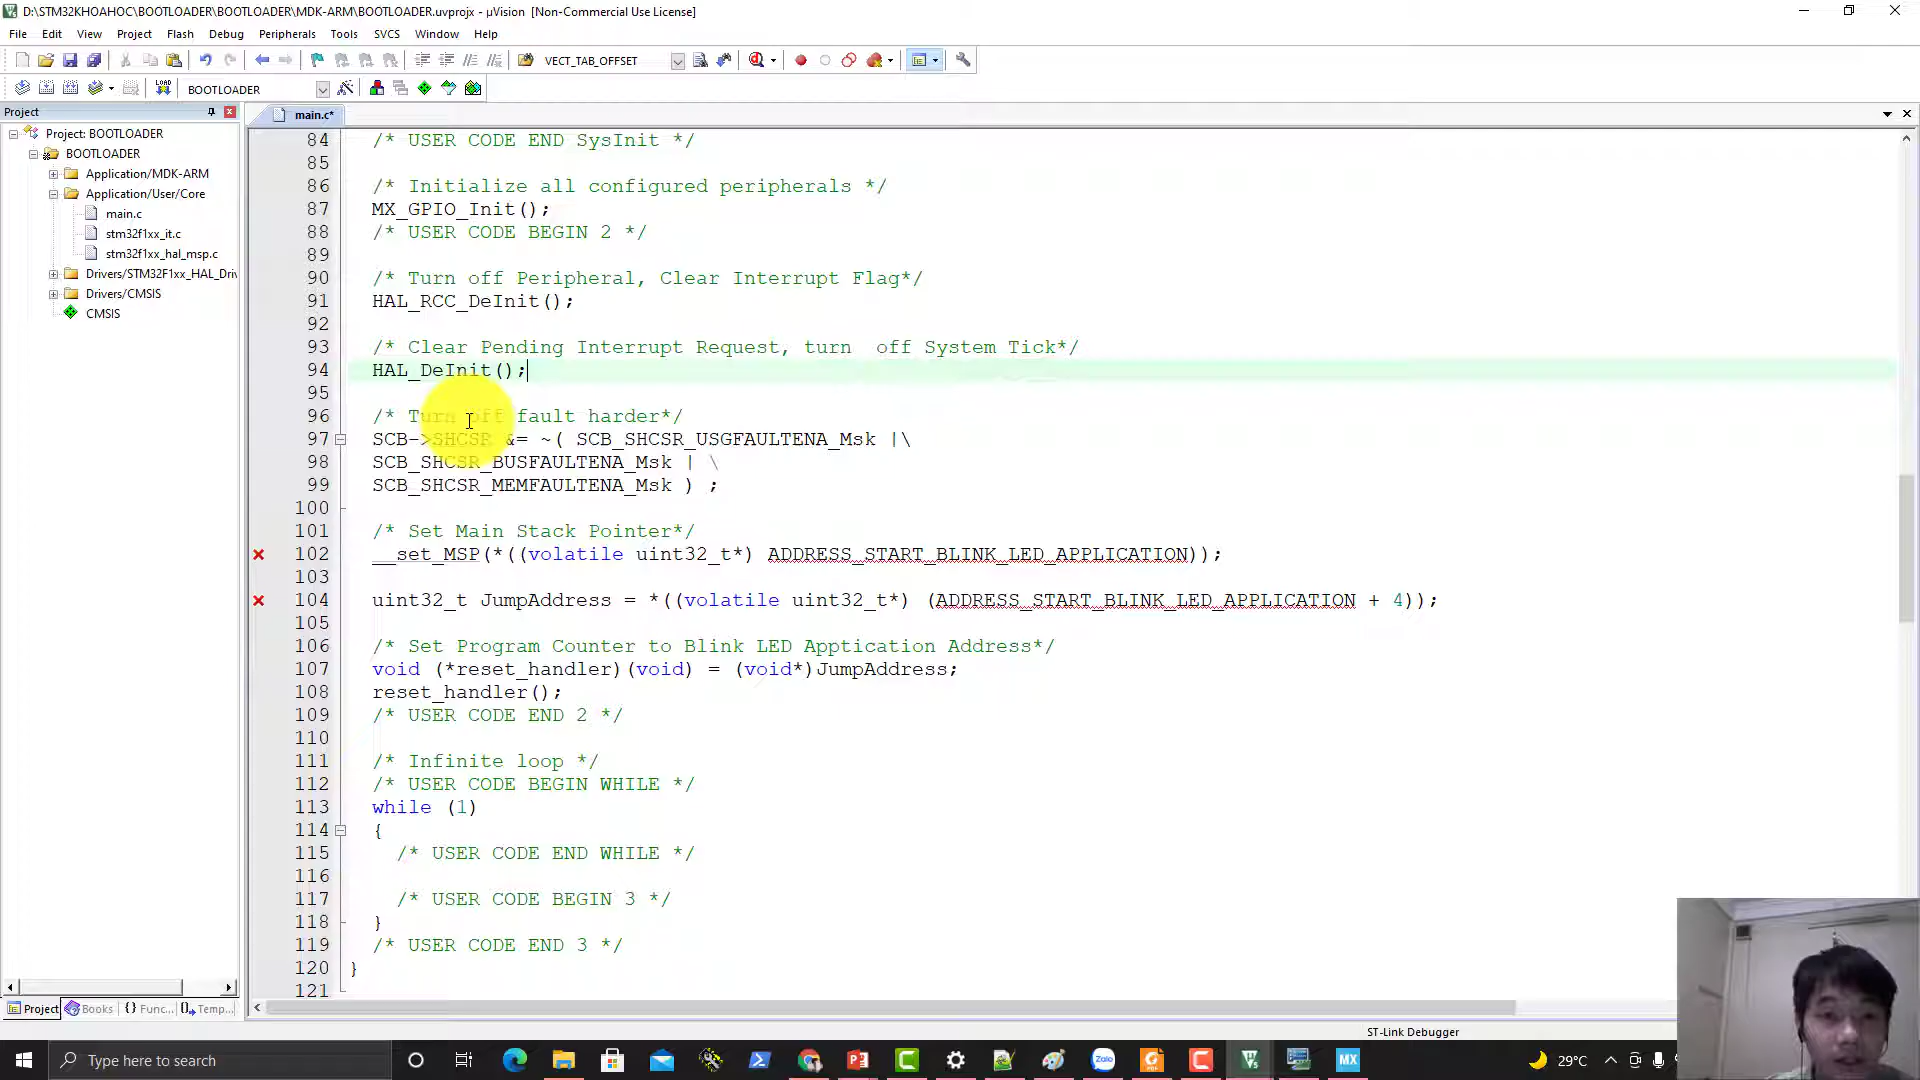 D:\STM32KHOAHOC\BOOTLOADER\BOOTLOADER\MDK-ARM\BOOTLOADER.uvprojx - µVision  [Non-Commercial Use License]
File Edit View Project Flash Debug Peripherals Tools SVCS Window Help
VECT_TAB_OFFSET
LOAD
BOOTLOADER
Project
main.c*
Project: BOOTLOADER
BOOTLOADER
Application/MDK-ARM
Application/User/Core
main.c
stm32f1xx_it.c
stm32f1xx_hal_msp.c
Drivers/STM32F1xx_HAL_Driv
Drivers/CMSIS
CMSIS
84 /* USER CODE END SysInit */
85
86 /* Initialize all configured peripherals */
87 MX_GPIO_Init();
88 /* USER CODE BEGIN 2 */
89
90 /* Turn off Peripheral, Clear Interrupt Flag*/
91 HAL_RCC_DeInit();
92
93 /* Clear Pending Interrupt Request, turn  off System Tick*/
94 HAL_DeInit();
95
96 /* Turn off fault harder*/
97 SCB->SHCSR &= ~( SCB_SHCSR_USGFAULTENA_Msk |\
98 SCB_SHCSR_BUSFAULTENA_Msk | \
99 SCB_SHCSR_MEMFAULTENA_Msk ) ;
100
101 /* Set Main Stack Pointer*/
102 __set_MSP(*((volatile uint32_t*) ADDRESS_START_BLINK_LED_APPLICATION));
103
104 uint32_t JumpAddress = *((volatile uint32_t*) (ADDRESS_START_BLINK_LED_APPLICATION + 4));
105
106 /* Set Program Counter to Blink LED Apptication Address*/
107 void (*reset_handler)(void) = (void*)JumpAddress;
108 reset_handler();
109 /* USER CODE END 2 */
110
111 /* Infinite loop */
112 /* USER CODE BEGIN WHILE */
113 while (1)
114 {
115 /* USER CODE END WHILE */
116
117 /* USER CODE BEGIN 3 */
118 }
119 /* USER CODE END 3 */
120 }
121
Project Books {} Func... Temp...
ST-Link Debugger
Type here to search
Zalo
MX
29°C